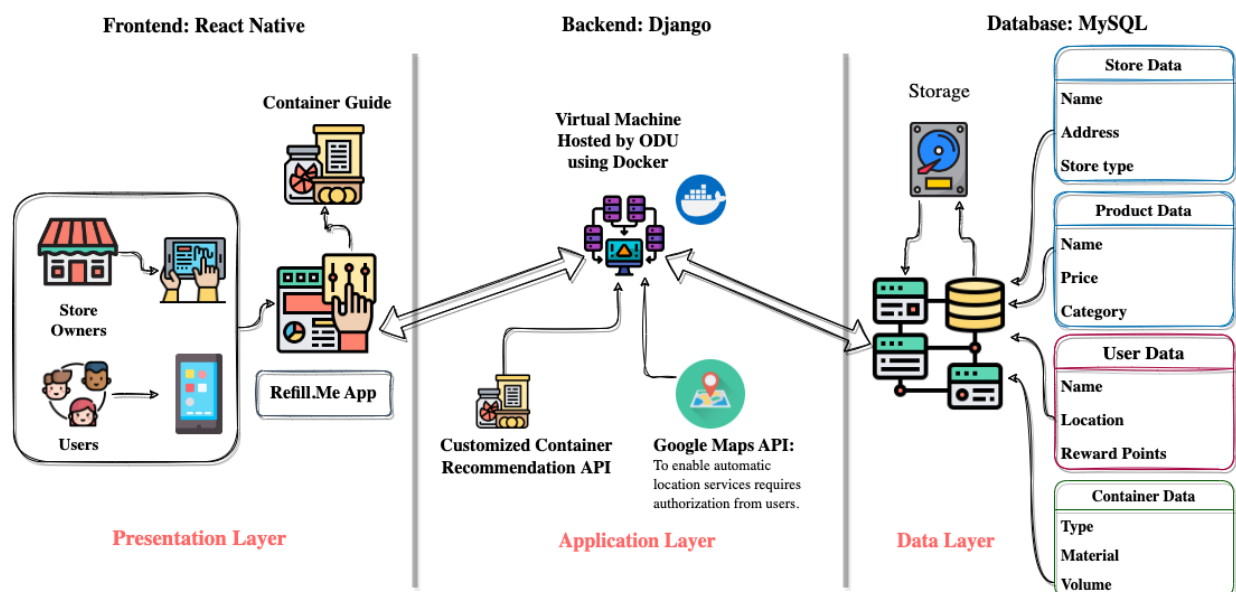 Frontend: React Native
Container Guide
Store
Owners
Users
Refill.Me App
Presentation Layer
Backend: Django
Virtual Machine
Hosted by ODU
using Docker
Customized Container
Recommendation API
Google Maps API:
To enable automatic
location services requires
authorization from users.
Application Layer
Database: MySQL
Storage
Data Layer
Store Data
Name
Address
Store type
Product Data
Name
Price
Category
User Data
Name
Location
Reward Points
Container Data
Type
Material
Volume